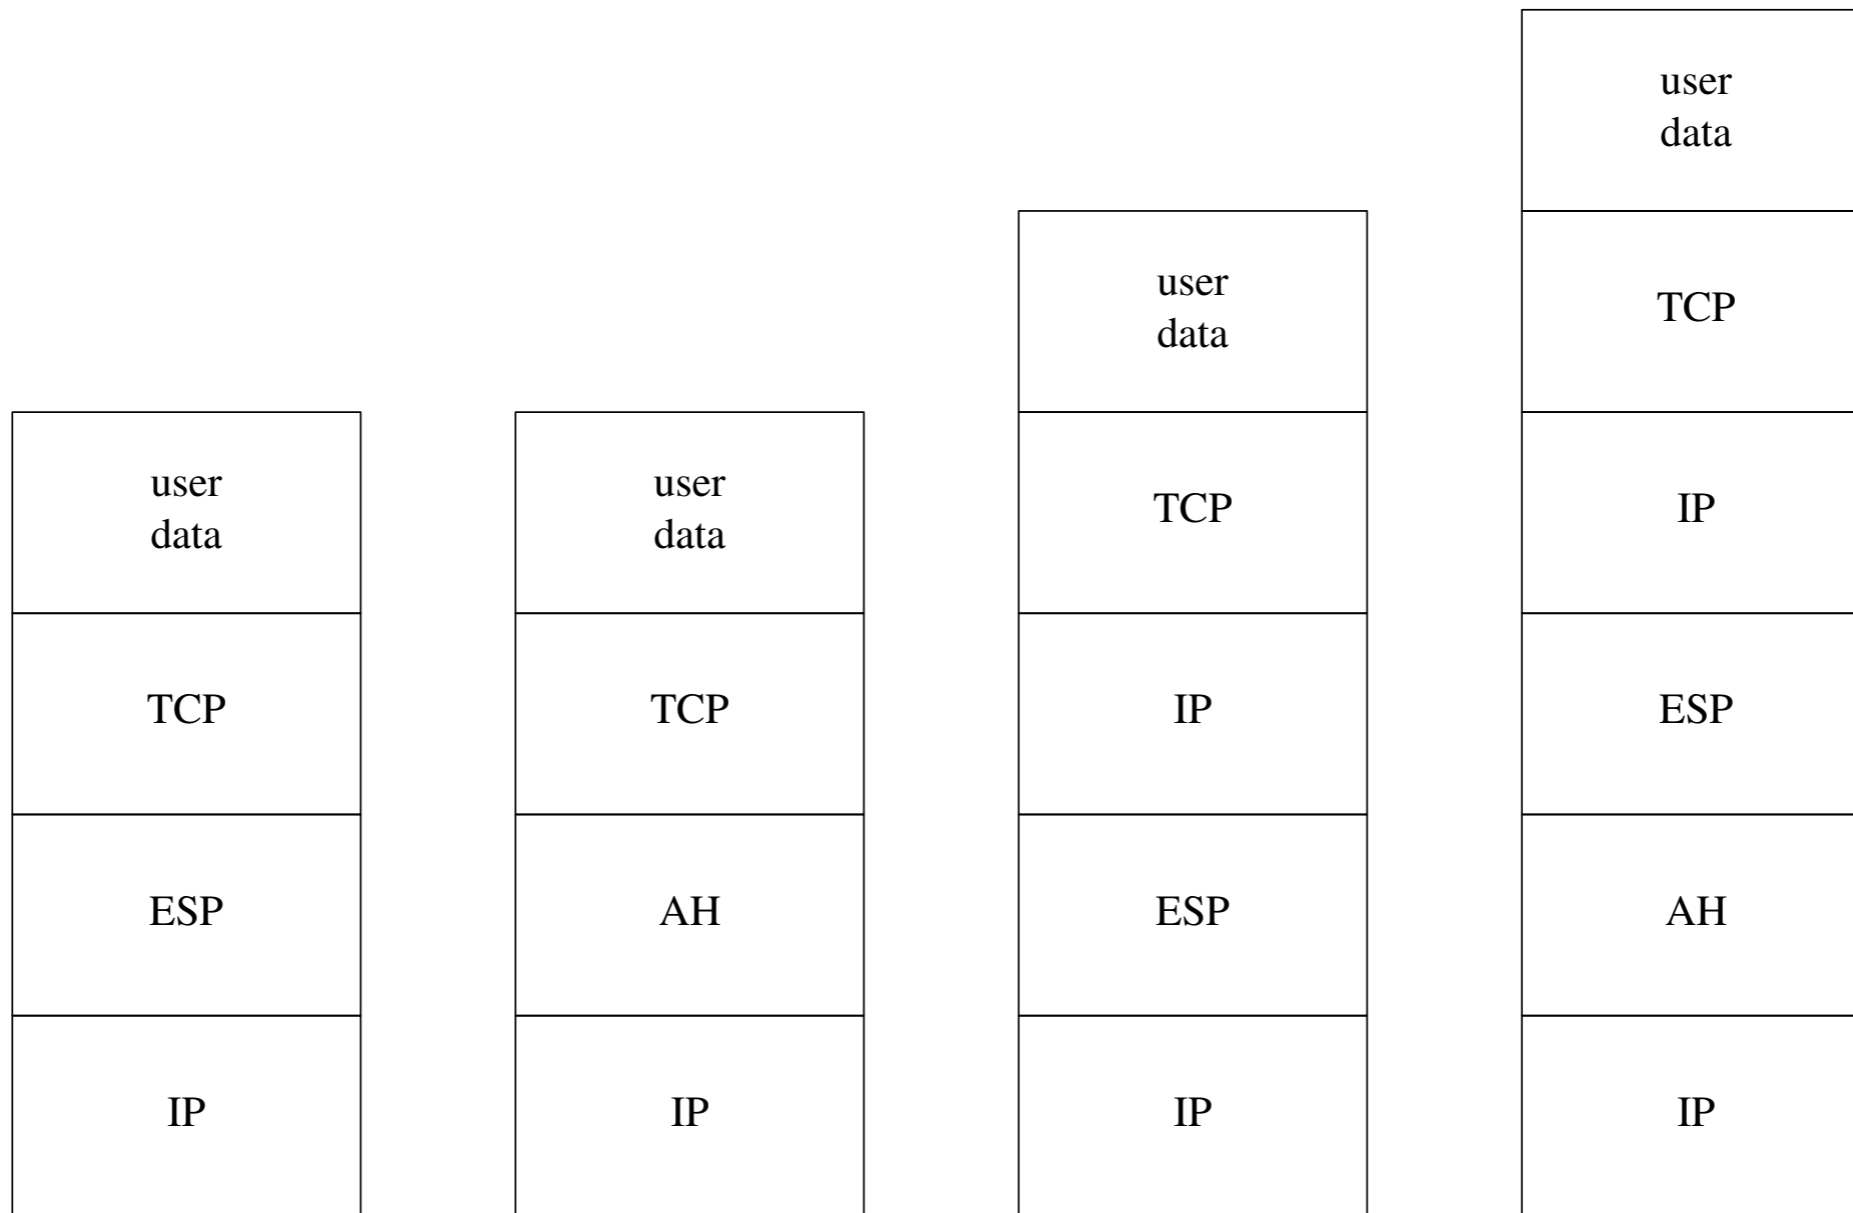 user
data
TCP
ESP
IP
user
data
TCP
AH
IP
user
data
TCP
IP
ESP
IP
user
data
TCP
IP
ESP
AH
IP